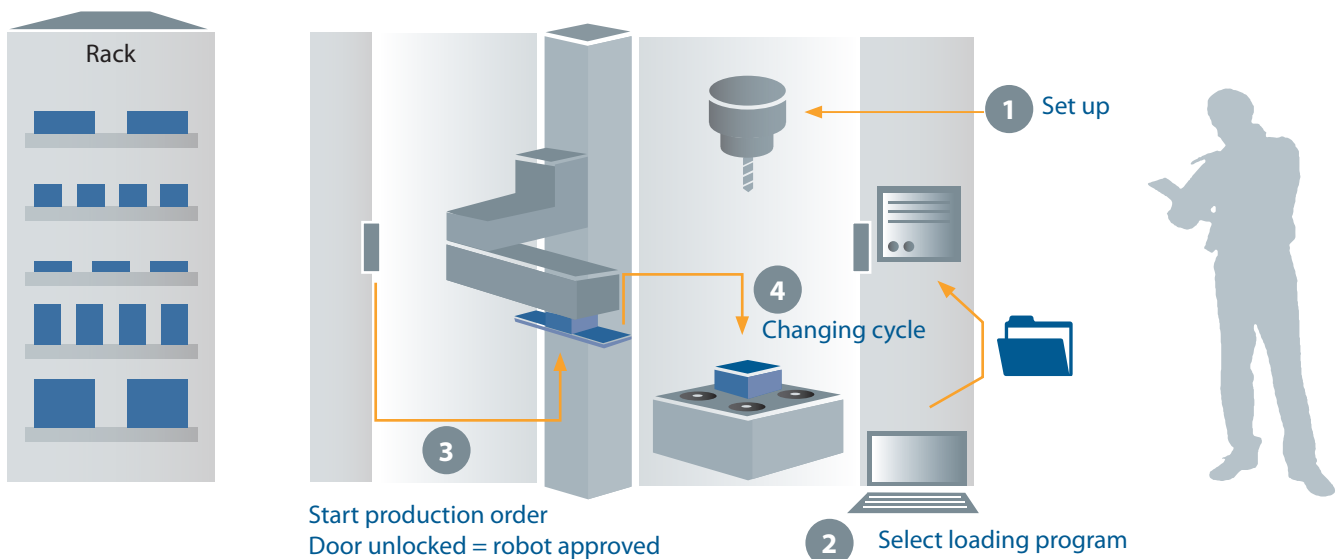 Rack
1 Set up
4
Changing cycle
3
Start production order
Door unlocked = robot approved
2 Select loading program